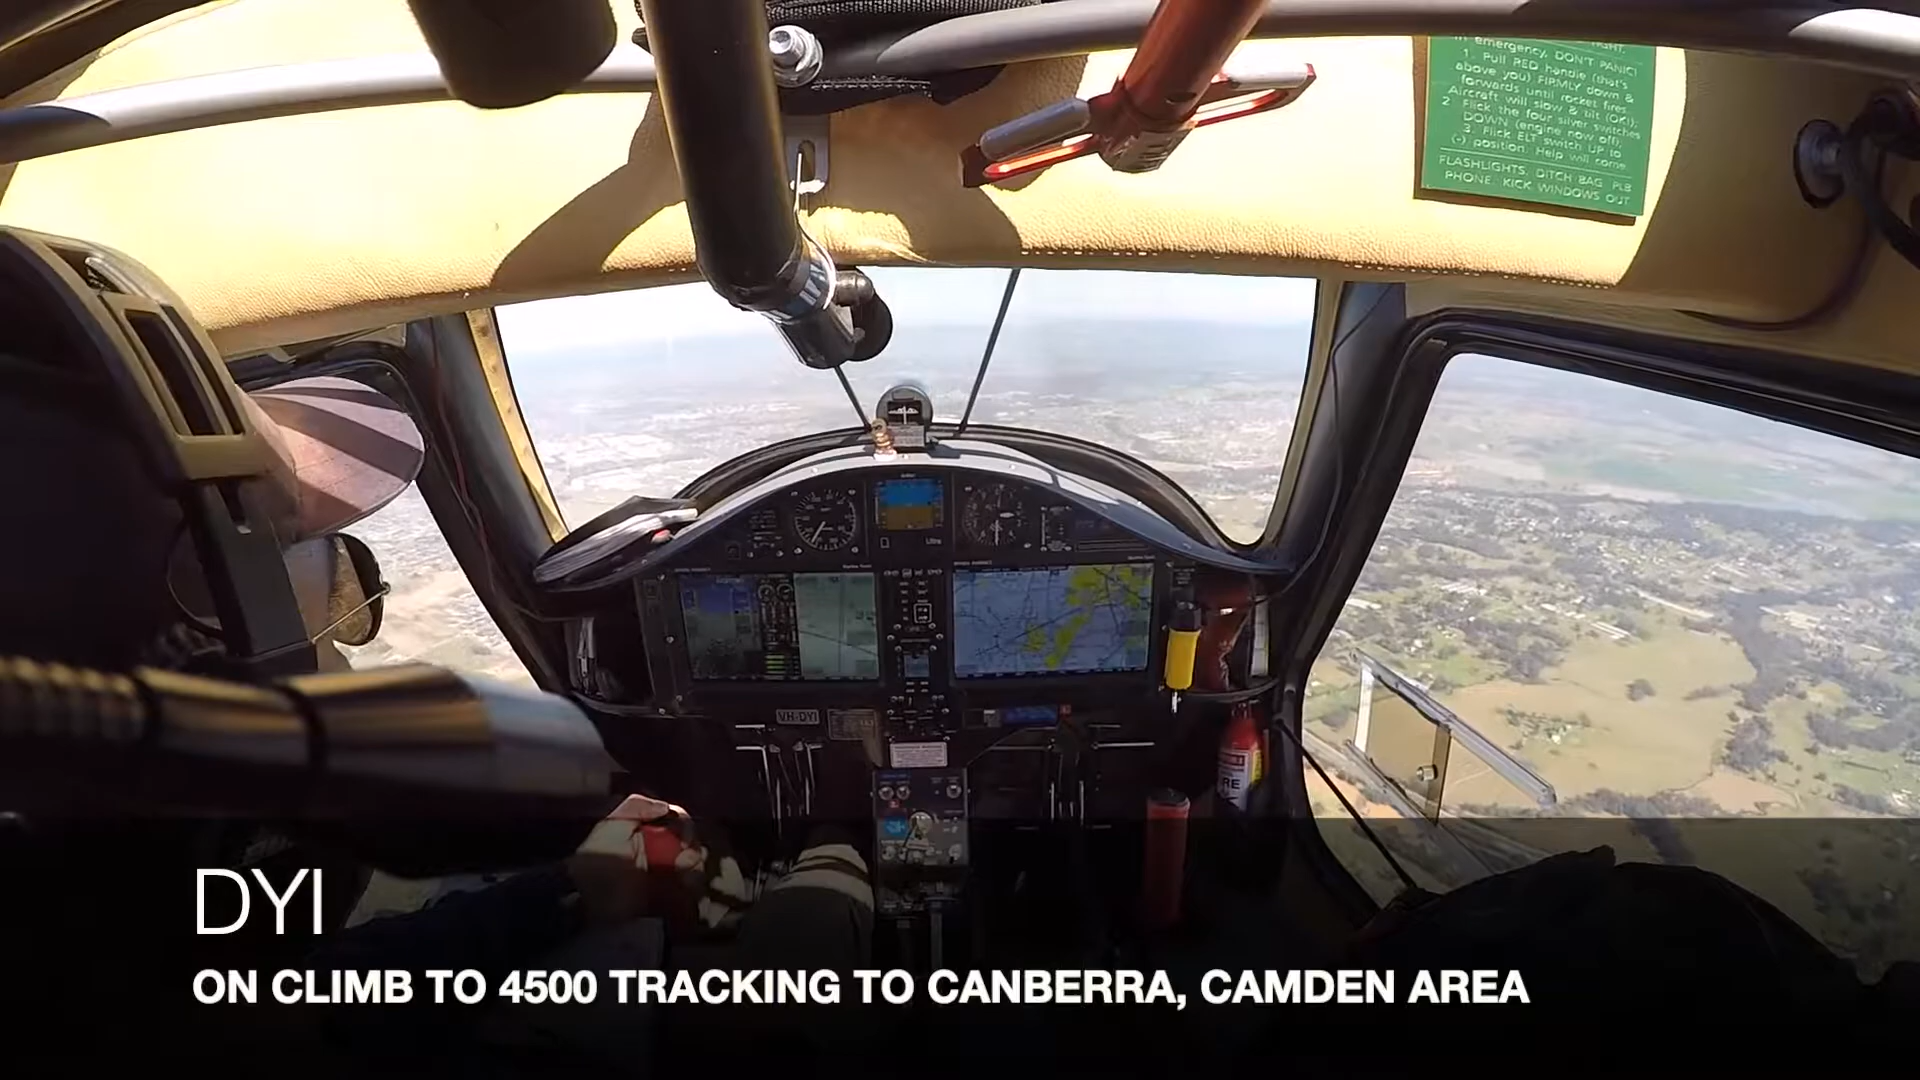 in emergency, DON'T PANIC!
1. Pull RED handle (that's
above you) FIRMLY down &
forwards until rocket fires.
Aircraft will slow & tilt (OK!).
2. Flick the four silver switches
DOWN (engine now off).
3. Flick ELT switch UP to
(-) position. Help will come.
FLASHLIGHTS, DITCH BAG, PLB
PHONE. KICK WINDOWS OUT
VH-DYI
RE
DYI
ON CLIMB TO 4500 TRACKING TO CANBERRA, CAMDEN AREA